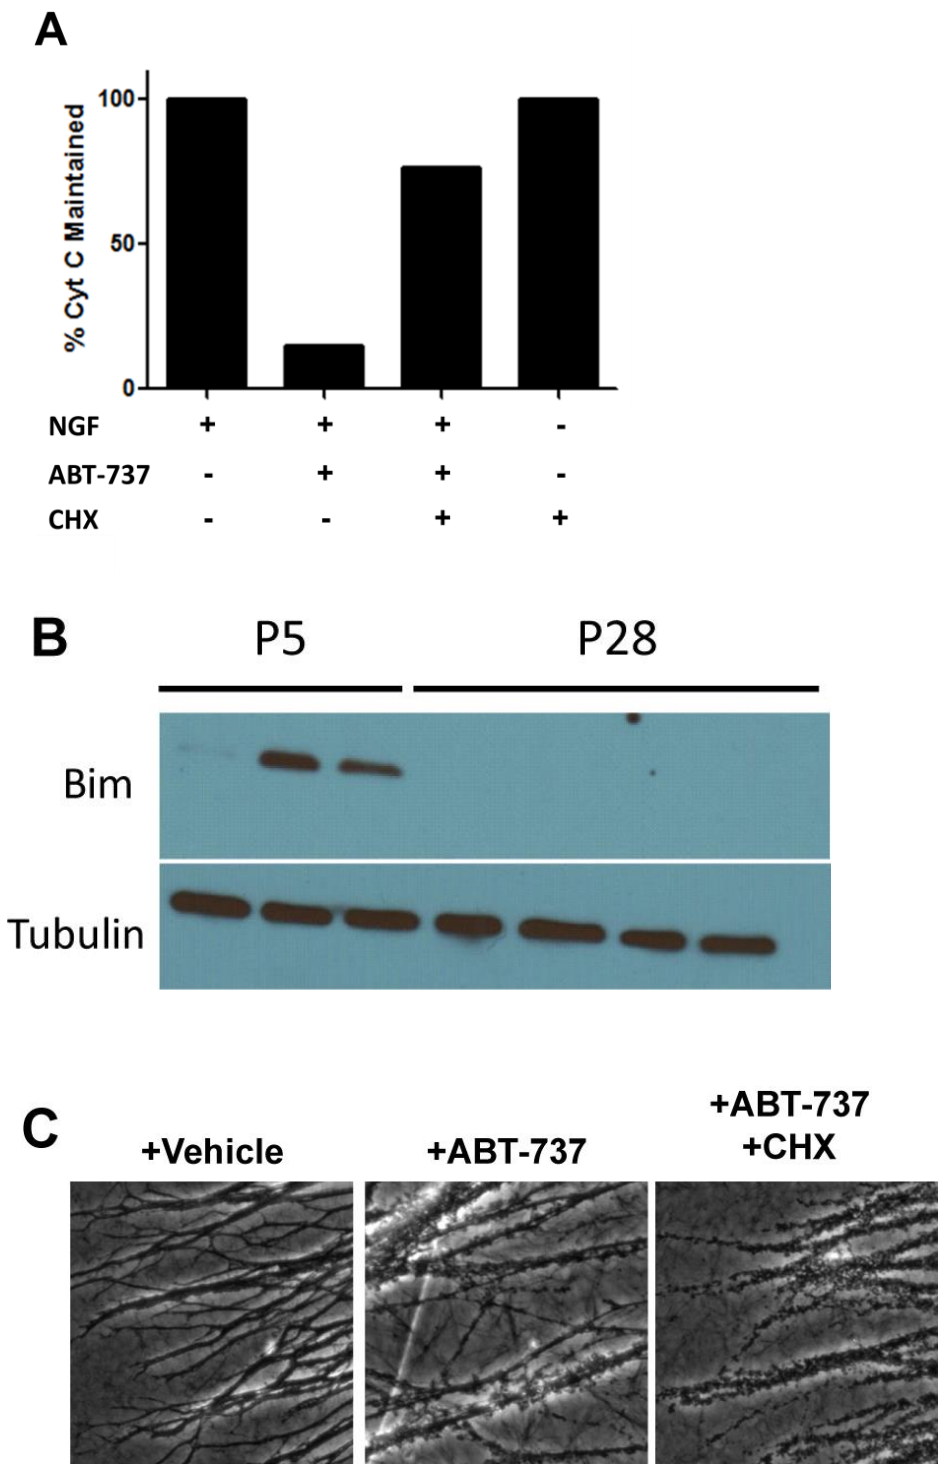 A
% Cyt C Maintained
100
50
0
NGF + + + -
ABT-737 - + + -
CHX - - + +
B
P5 P28
Bim
Tubulin
C
+Vehicle
+ABT-737
+ABT-737
+CHX